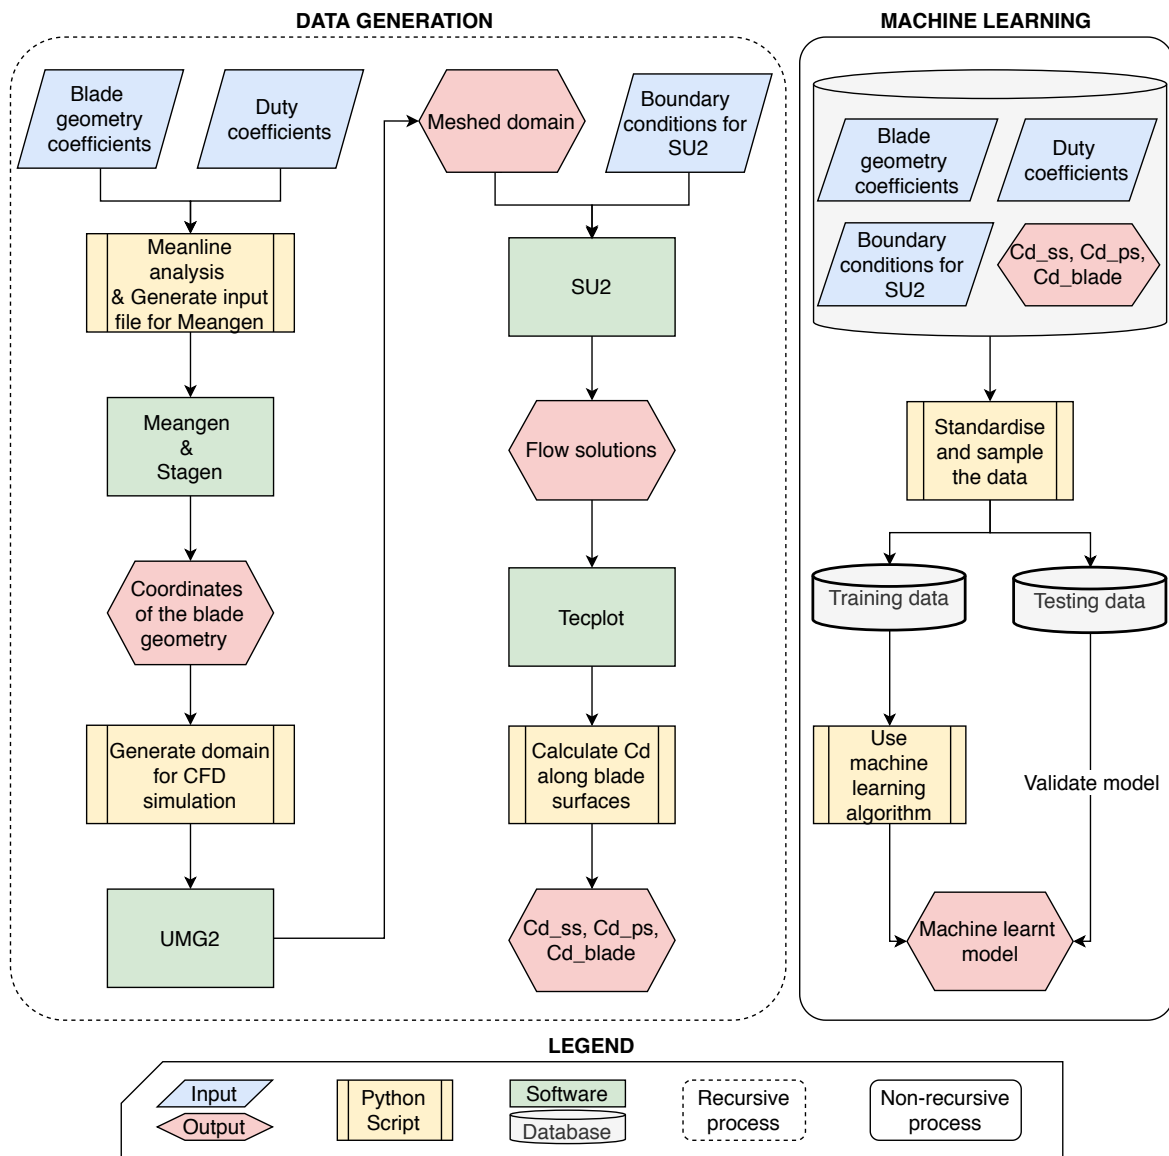 DATA GENERATION
Blade
geometry
coefficients
Duty
coefficients
Meanline
analysis
& Generate input
file for Meangen
Meangen
&
Stagen
Coordinates
of the blade
geometry
Generate domain
for CFD
simulation
UMG2
Meshed domain
Boundary
conditions for
SU2
SU2
Flow solutions
Tecplot
Calculate Cd
along blade
surfaces
Cd_ss, Cd_ps,
Cd_blade
MACHINE LEARNING
Blade
geometry
coefficients
Duty
coefficients
Boundary
conditions for
SU2
Cd_ss, Cd_ps,
Cd_blade
Standardise
and sample
the data
Training data
Testing data
Use
machine
learning
algorithm
Validate model
Machine learnt
model
LEGEND
Input
Output
Python
Script
Software
Database
Recursive
process
Non-recursive
process